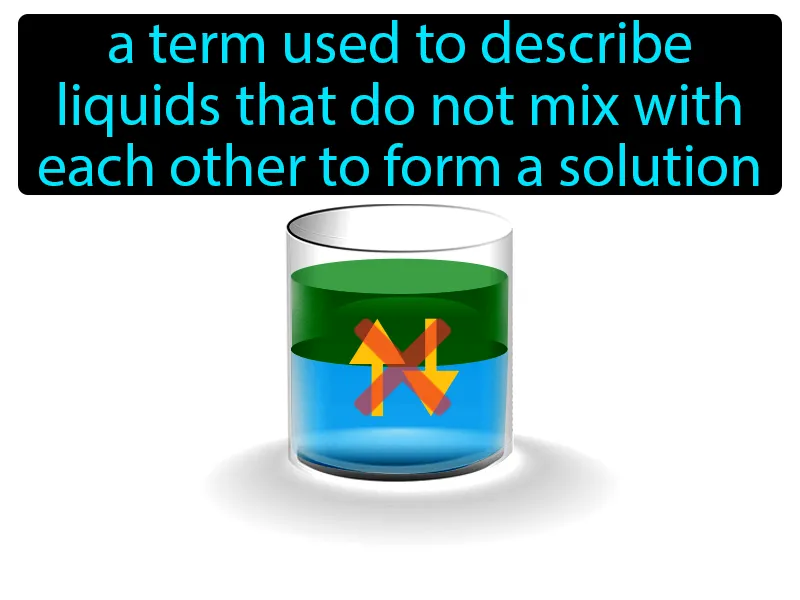 a term used to describe
liquids that do not mix with
each other to form a solution